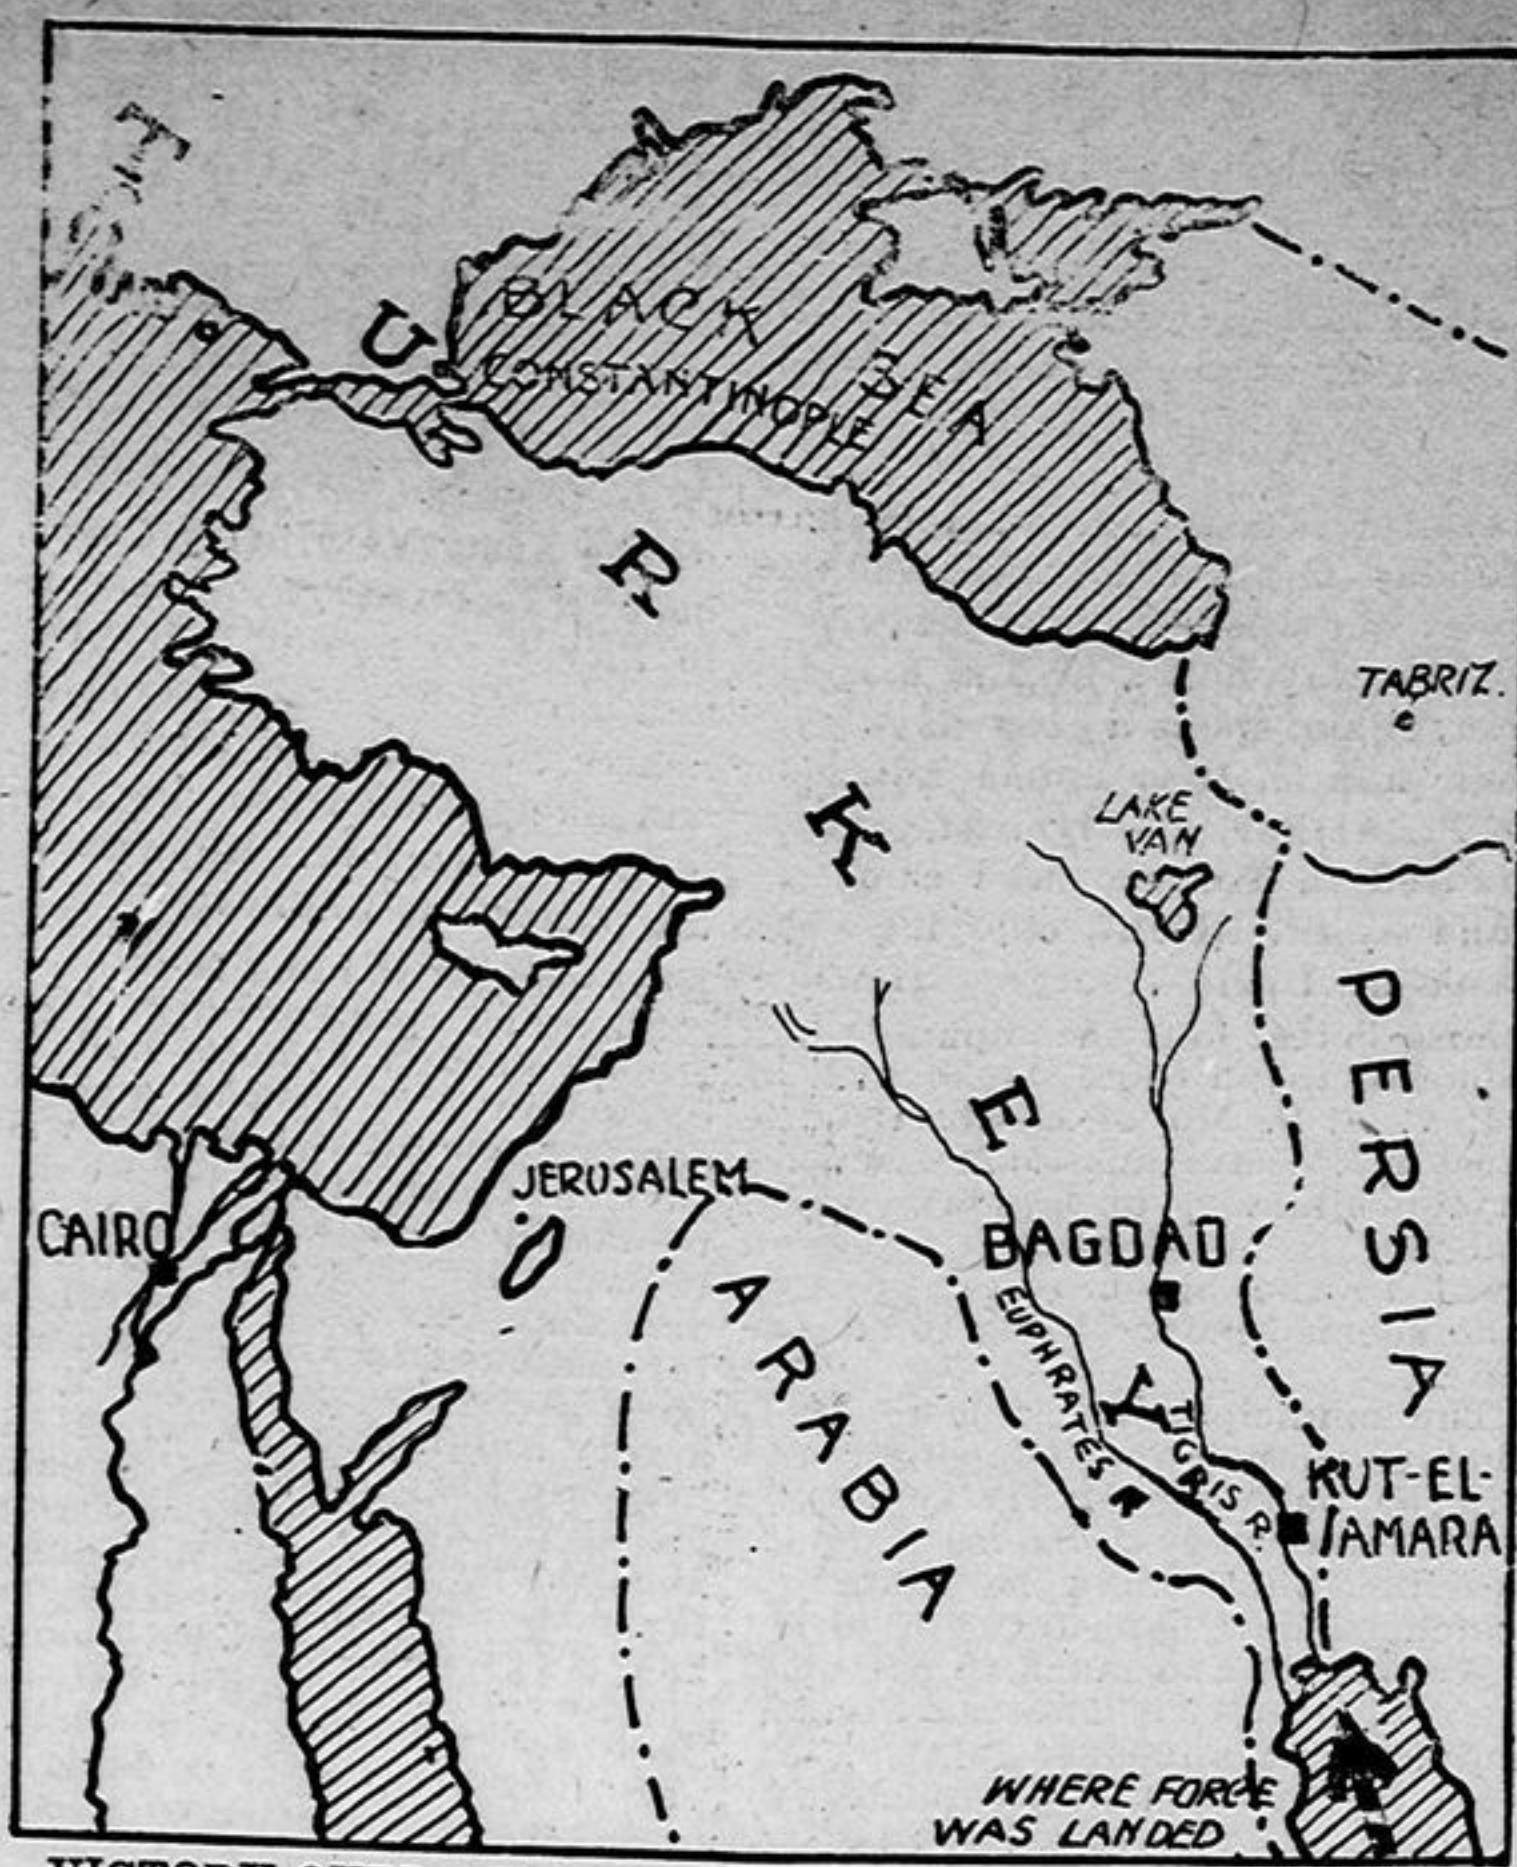 TURKEY
BLACK SEA
CONSTANTINOPLE
TABRIZ.
LAKE
VAN
PERSIA
JERUSALEM
CAIRO
BAGDAD
ARABIA
EUPHRATES R
TIGRIS R.
KUT-EL-
IAMARA
WHERE FORCE
WAS LANDED